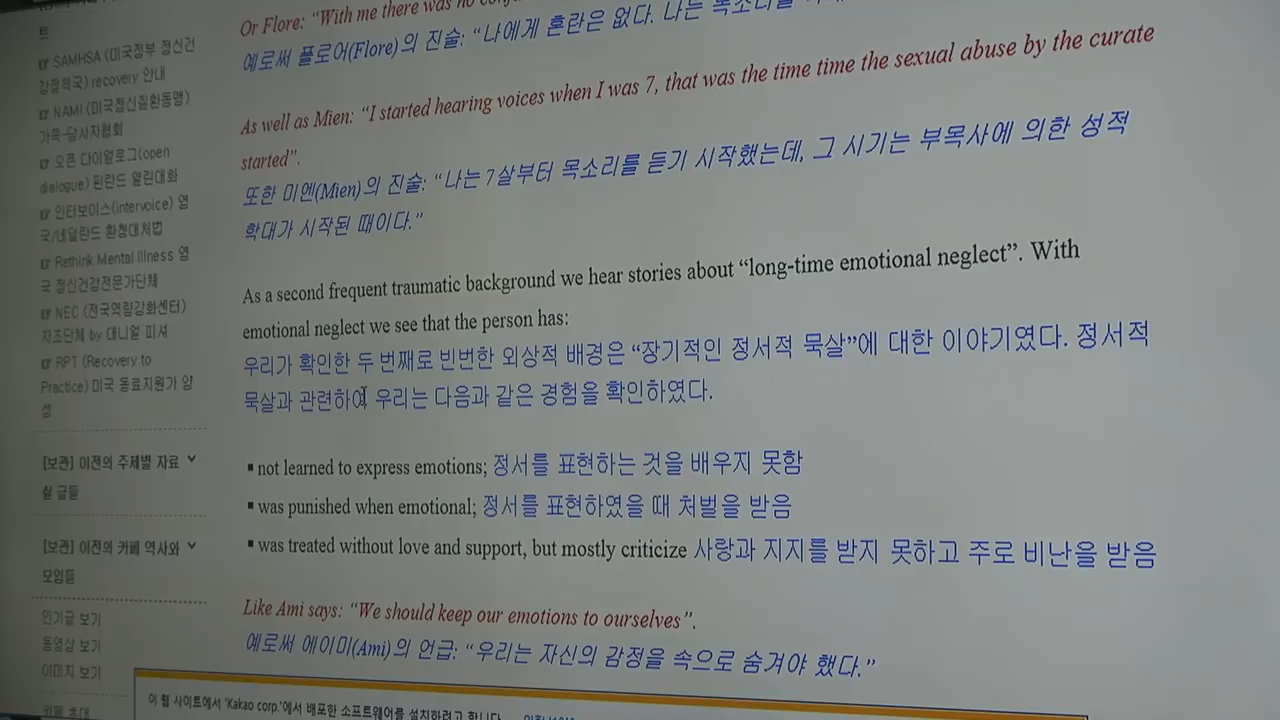 트
☞ SAMHSA (미국정부 정신건
강정책국) recovery 안내
☞ NAMI (미국정신질환동맹)
가족-당사자협회
☞ 오픈 다이얼로그(open
dialogue) 핀란드 열린대화
☞ 인터보이스(intervoice) 영
국/네덜란드 환청대처법
☞ Rethink Mental Illness 영
국 정신건강전문가단체
☞ NEC (전국역량강화센터)
자조단체 by 대니얼 피셔
☞ RPT (Recovery to
Practice) 미국 동료지원가 양
성
[보관] 이전의 주제별 자료
실 글들
[보관] 이전의 카페 역사와
모임들
인기글 보기
동영상 보기
이미지 보기
카페 초대
Or Flore: “With me there was no
예로써 플로어(Flore)의 진술: “나에게 혼란은 없다. 나는 목소리를
As well as Mien: “I started hearing voices when I was 7, that was the time time the sexual abuse by the curate
started”.
또한 미엔(Mien)의 진술: “나는 7살부터 목소리를 듣기 시작했는데, 그 시기는 부목사에 의한 성적
학대가 시작된 때이다.”
As a second frequent traumatic background we hear stories about “long-time emotional neglect”. With
emotional neglect we see that the person has:
우리가 확인한 두 번째로 빈번한 외상적 배경은 “장기적인 정서적 묵살”에 대한 이야기였다. 정서적
묵살과 관련하여 우리는 다음과 같은 경험을 확인하였다.
▪ not learned to express emotions; 정서를 표현하는 것을 배우지 못함
▪ was punished when emotional; 정서를 표현하였을 때 처벌을 받음
▪ was treated without love and support, but mostly criticize 사랑과 지지를 받지 못하고 주로 비난을 받음
Like Ami says: “We should keep our emotions to ourselves”.
예로써 에이미(Ami)의 언급: “우리는 자신의 감정을 속으로 숨겨야 했다.”
이 웹 사이트에서 'Kakao corp.'에서 배포한 소프트웨어를 설치하려고 합니다.